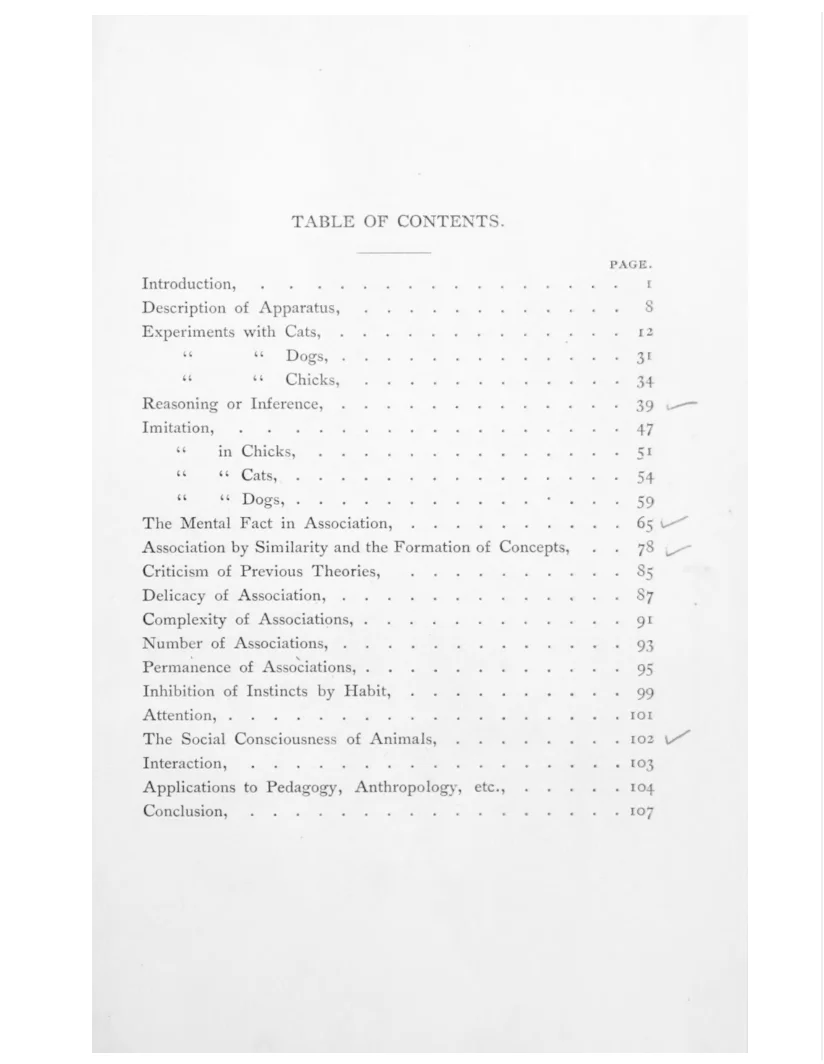 TABLE OF CONTENTS.
PAGE.
Introduction, . . . . . . . . . . . . . . . . . 1
Description of Apparatus, . . . . . . . . . . . . 8
Experiments with Cats, . . . . . . . . . . . . . 12
“ “ Dogs, . . . . . . . . . . . . . 31
“ “ Chicks, . . . . . . . . . . . . 34
Reasoning or Inference, . . . . . . . . . . . . . 39
Imitation, . . . . . . . . . . . . . . . . . 47
“ in Chicks, . . . . . . . . . . . . . . 51
“ “ Cats, . . . . . . . . . . . . . . . 54
“ “ Dogs, . . . . . . . . . . . . . . . 59
The Mental Fact in Association, . . . . . . . . . . 65
Association by Similarity and the Formation of Concepts, . . 78
Criticism of Previous Theories, . . . . . . . . . . 85
Delicacy of Association, . . . . . . . . . . . . . 87
Complexity of Associations, . . . . . . . . . . . . 91
Number of Associations, . . . . . . . . . . . . . 93
Permanence of Associations, . . . . . . . . . . . . 95
Inhibition of Instincts by Habit, . . . . . . . . . . 99
Attention, . . . . . . . . . . . . . . . . . . 101
The Social Consciousness of Animals, . . . . . . . . 102
Interaction, . . . . . . . . . . . . . . . . . 103
Applications to Pedagogy, Anthropology, etc., . . . . . 104
Conclusion, . . . . . . . . . . . . . . . . . 107